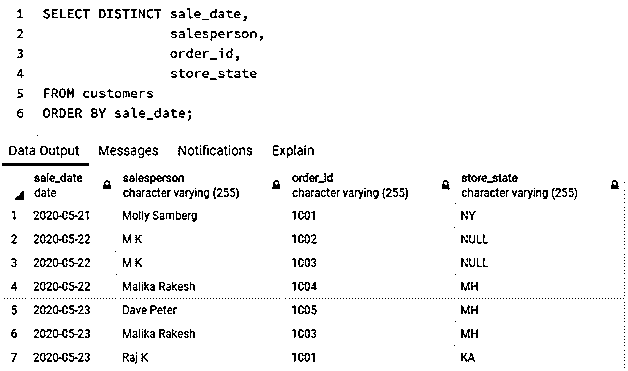 1 SELECT DISTINCT sale_date,
2 salesperson,
3 order_id,
4 store_state
5 FROM customers
6 ORDER BY sale_date;
Data Output Messages Notifications Explain
sale_date salesperson order_id store_state
date character varying (255) character varying (255) character varying (255)
1 2020-05-21 Molly Samberg 1001 NY
2 2020-05-22 M K 1002 NULL
3 2020-05-22 M K 1003 NULL
4 2020-05-22 Malika Rakesh 1004 MH
5 2020-05-23 Dave Peter 1005 MH
6 2020-05-23 Malika Rakesh 1003 MH
7 2020-05-23 Raj K 1001 KA